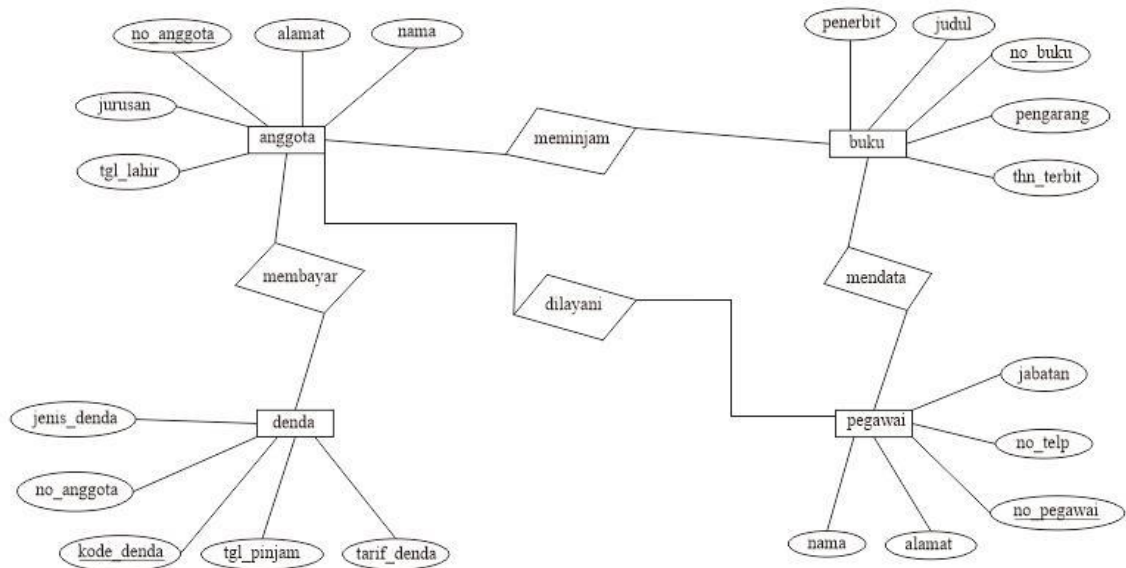 no_anggota
alamat
nama
penerbit
judul
no_buku
jurusan
anggota
meminjam
buku
pengarang
tgl_lahir
thn_terbit
membayar
dilayani
mendata
jabatan
jenis_denda
denda
pegawai
no_telp
no_anggota
no_pegawai
kode_denda
tgl_pinjam
tarif_denda
nama
alamat